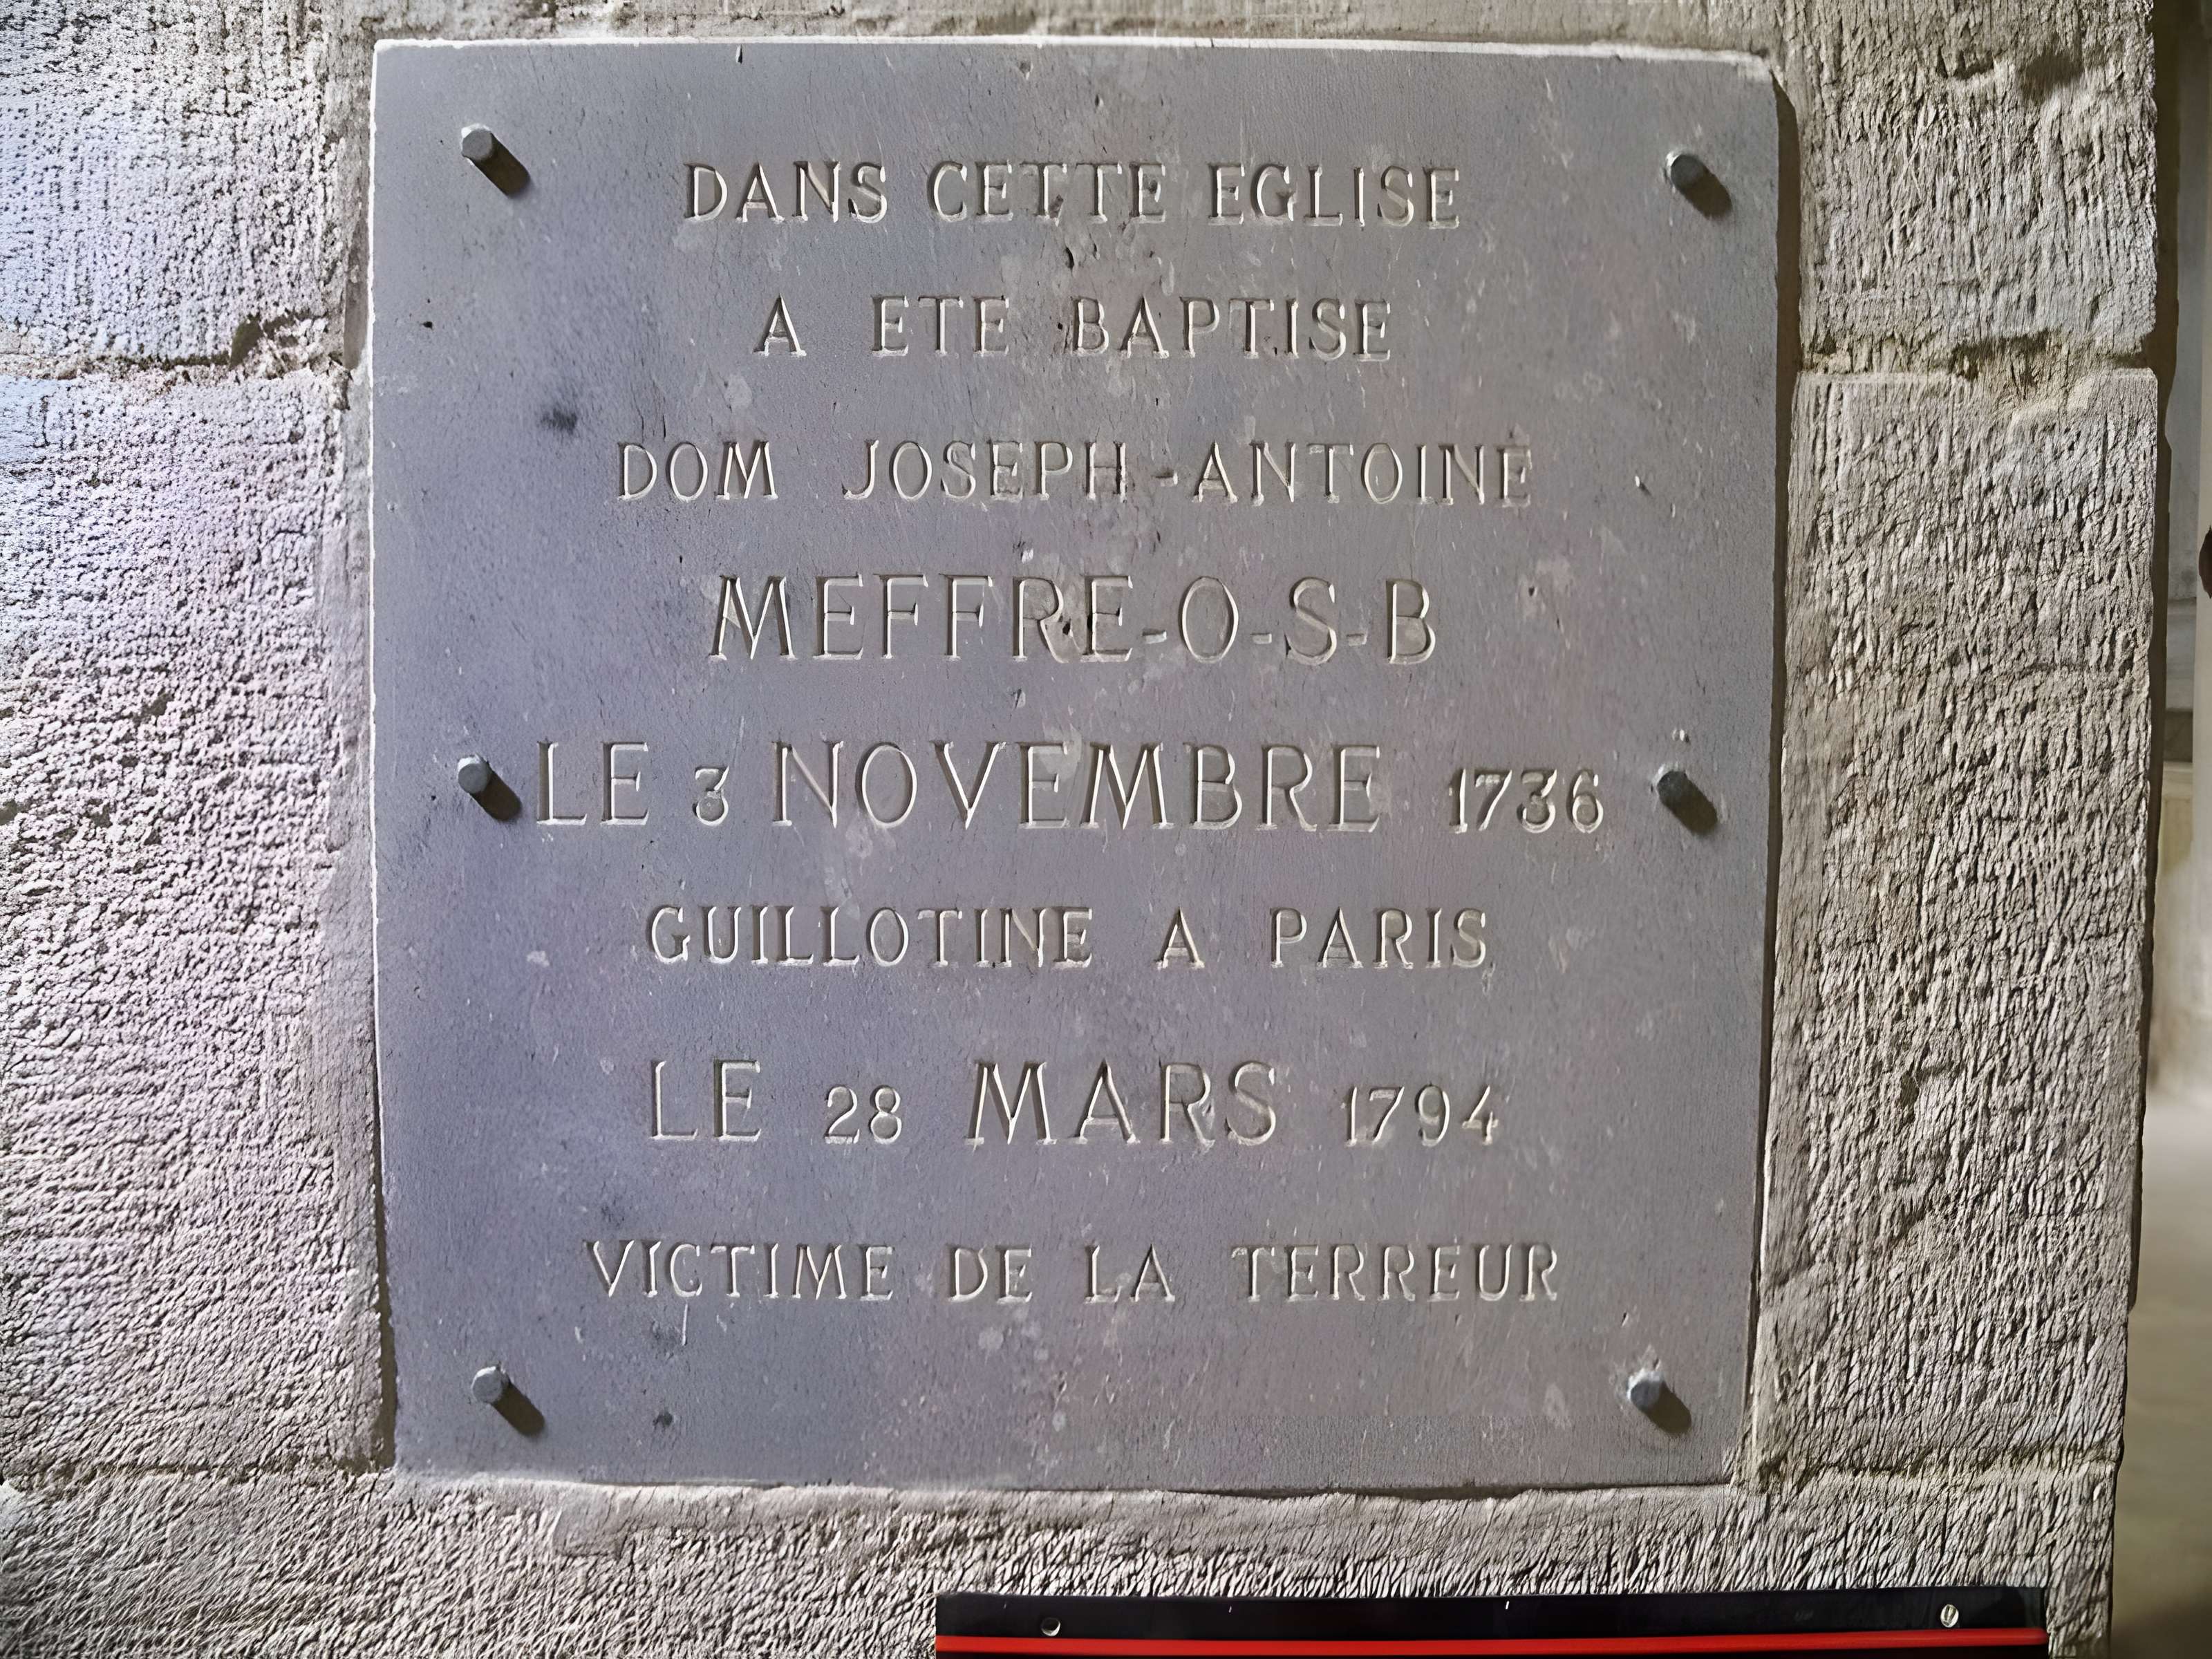 DANS CETTE EGLISE
A ETE BAPTISE
DOM JOSEPH-ANTOINE
MEFFRE-O-S-B
LE 3 NOVEMBRE 1736
GUILLOTINE A PARIS
LE 28 MARS 1794
VICTIME DE LA TERREUR